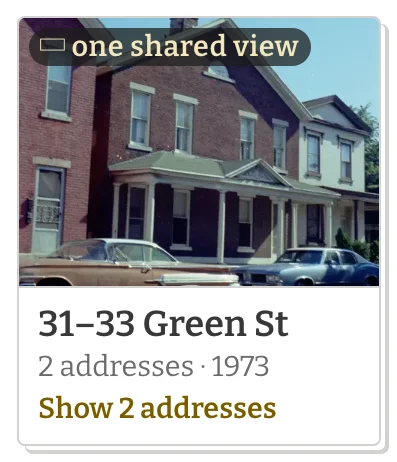 one shared view
31–33 Green St
2 addresses · 1973
Show 2 addresses